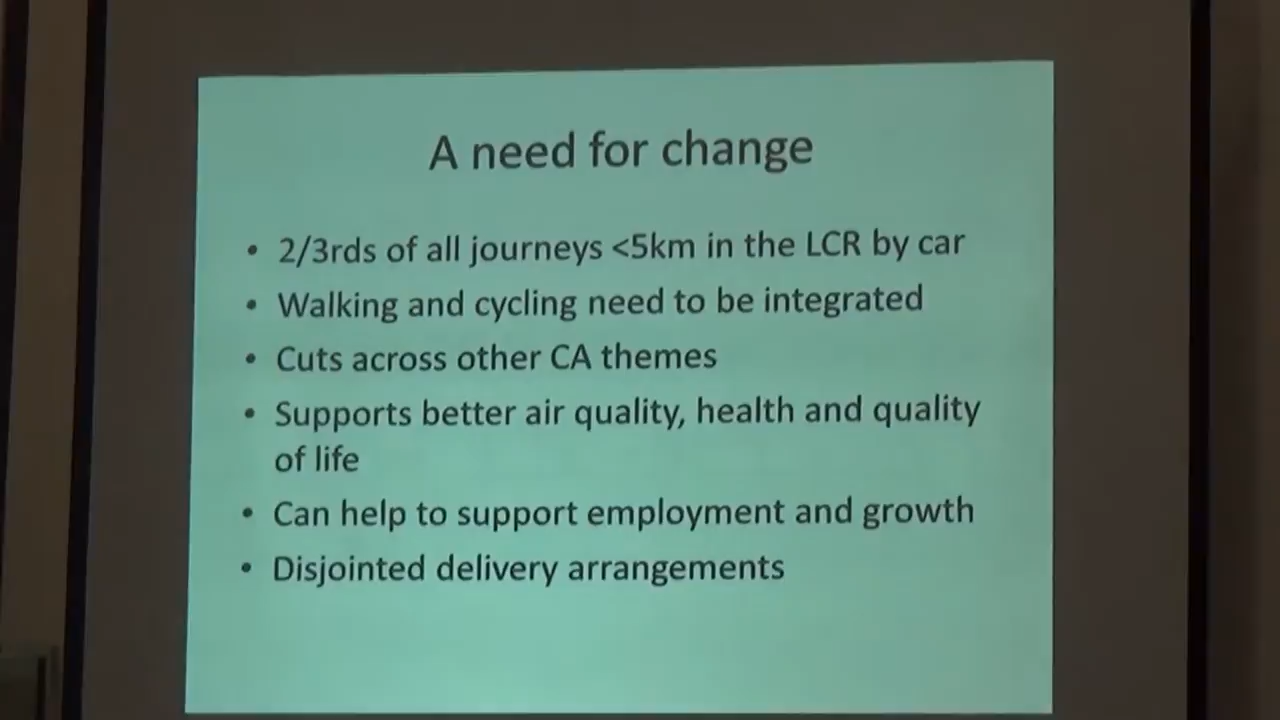 A need for change
• 2/3rds of all journeys <5km in the LCR by car
• Walking and cycling need to be integrated
• Cuts across other CA themes
• Supports better air quality, health and quality
of life
• Can help to support employment and growth
• Disjointed delivery arrangements